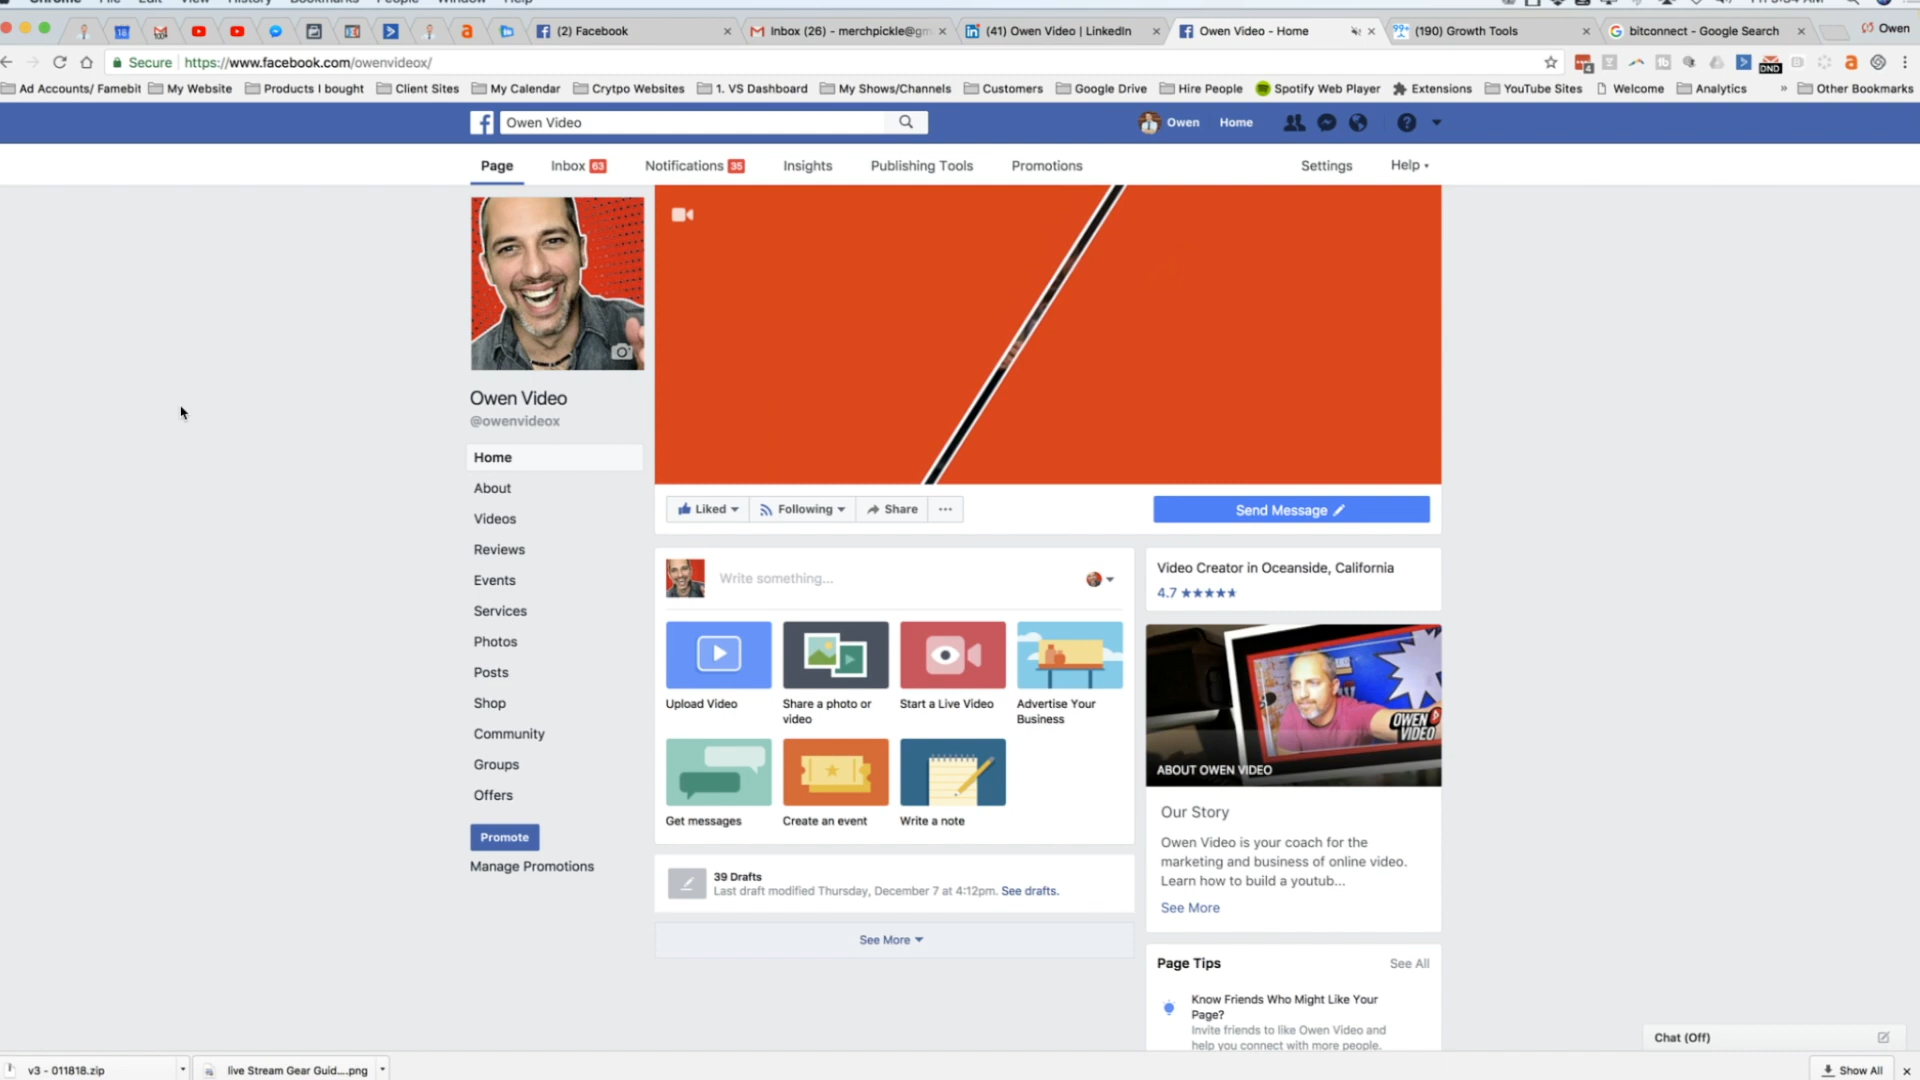 Chrome File Edit View History Bookmarks People Window Help
(2) Facebook
Inbox (26) - merchpickle@gm
(41) Owen Video | LinkedIn
Owen Video - Home
(190) Growth Tools
bitconnect - Google Search
Owen
Secure https://www.facebook.com/owenvideox/
Ad Accounts/ Famebit My Website Products I bought Client Sites My Calendar Crytpo Websites 1. VS Dashboard My Shows/Channels Customers Google Drive Hire People Spotify Web Player Extensions YouTube Sites Welcome Analytics » Other Bookmarks
Owen Video
Owen Home
Page Inbox 63 Notifications 35 Insights Publishing Tools Promotions Settings Help
Owen Video
@owenvideox
Home
About
Videos
Reviews
Events
Services
Photos
Posts
Shop
Community
Groups
Offers
Promote
Manage Promotions
Liked Following Share ...
Send Message
Write something...
Upload Video
Share a photo or video
Start a Live Video
Advertise Your Business
Get messages
Create an event
Write a note
39 Drafts
Last draft modified Thursday, December 7 at 4:12pm. See drafts.
See More
Video Creator in Oceanside, California
4.7 ★★★★★
OWEN VIDEO
ABOUT OWEN VIDEO
Our Story
Owen Video is your coach for the
marketing and business of online video.
Learn how to build a youtub...
See More
Page Tips See All
Know Friends Who Might Like Your
Page?
Invite friends to like Owen Video and
help you connect with more people.
Chat (Off)
v3 - 011818.zip
live Stream Gear Guid....png
Show All